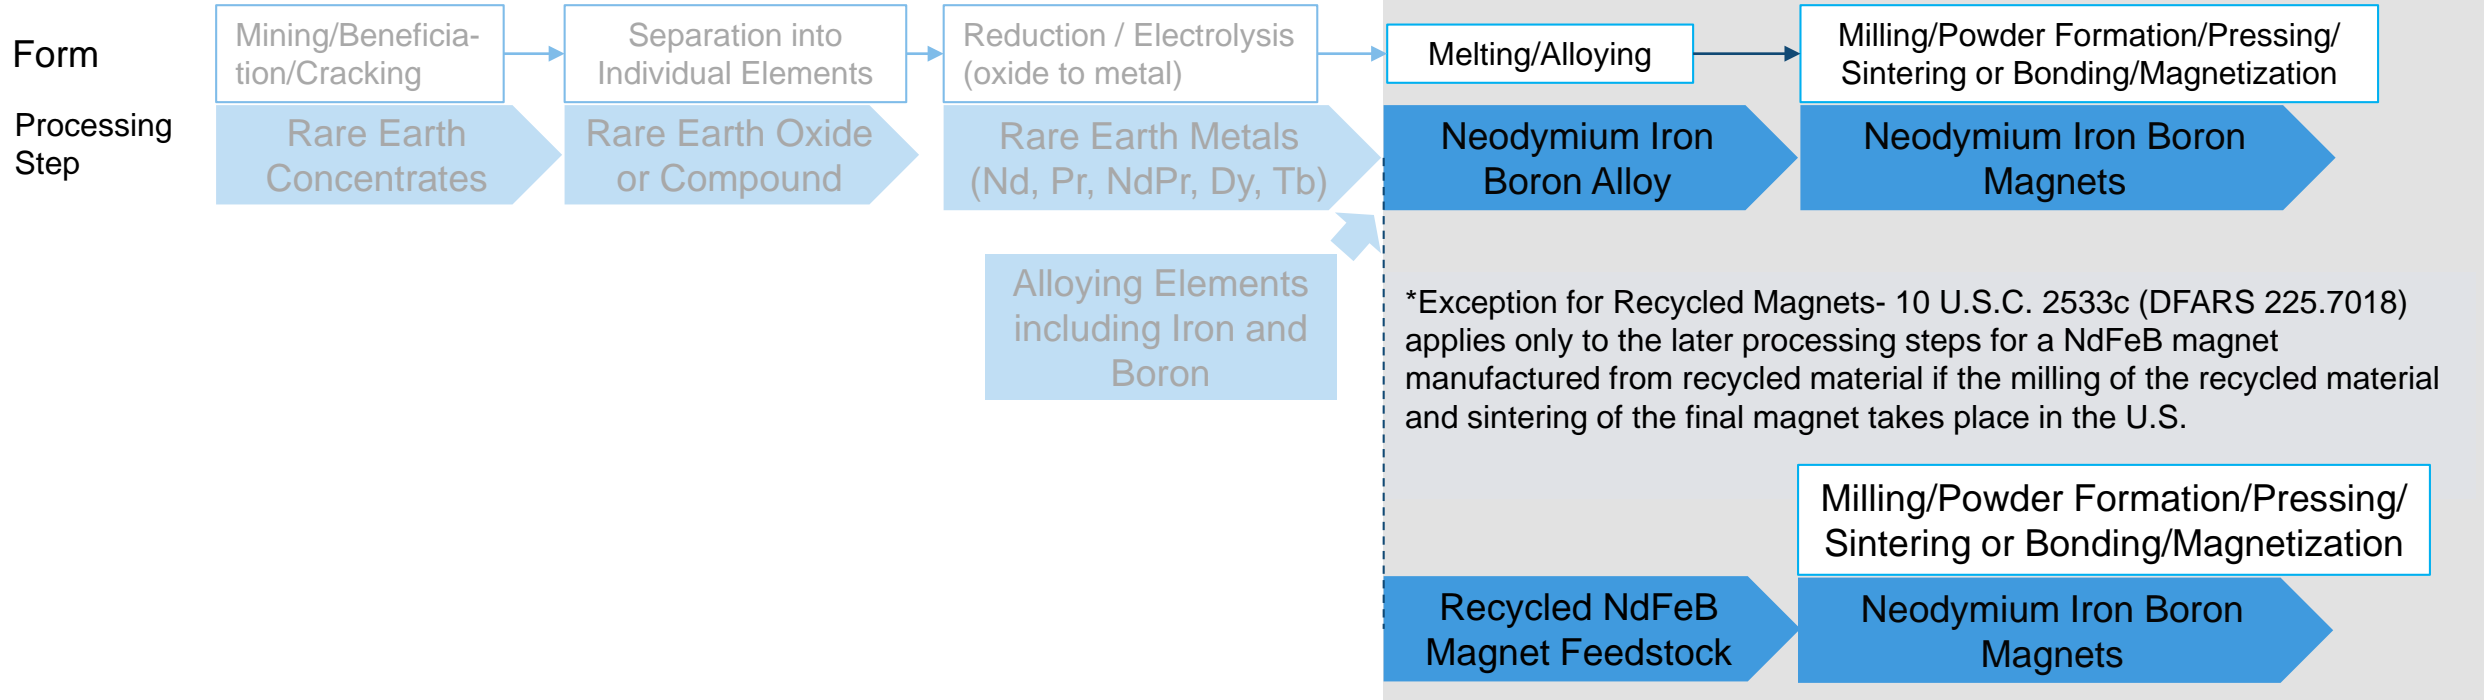 Form
Mining/Beneficia-
tion/Cracking
Separation into
Individual Elements
Reduction / Electrolysis
(oxide to metal)
Melting/Alloying
Milling/Powder Formation/Pressing/
Sintering or Bonding/Magnetization
Processing
Step
Rare Earth
Concentrates
Rare Earth Oxide
or Compound
Rare Earth Metals
(Nd, Pr, NdPr, Dy, Tb)
Neodymium Iron
Boron Alloy
Neodymium Iron Boron
Magnets
Alloying Elements
including Iron and
Boron
*Exception for Recycled Magnets- 10 U.S.C. 2533c (DFARS 225.7018)
applies only to the later processing steps for a NdFeB magnet
manufactured from recycled material if the milling of the recycled material
and sintering of the final magnet takes place in the U.S.
Milling/Powder Formation/Pressing/
Sintering or Bonding/Magnetization
Recycled NdFeB
Magnet Feedstock
Neodymium Iron Boron
Magnets